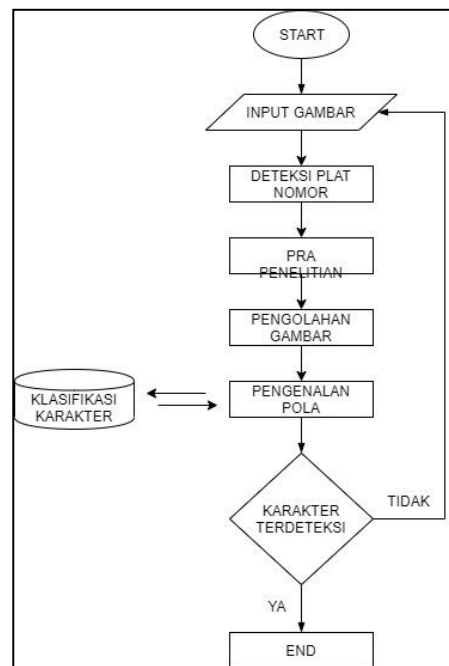 START
INPUT GAMBAR
DETEKSI PLAT
NOMOR
PRA
PENELITIAN
PENGOLAHAN
GAMBAR
KLASIFIKASI
KARAKTER
PENGENALAN
POLA
KARAKTER
TERDETEKSI
TIDAK
YA
END